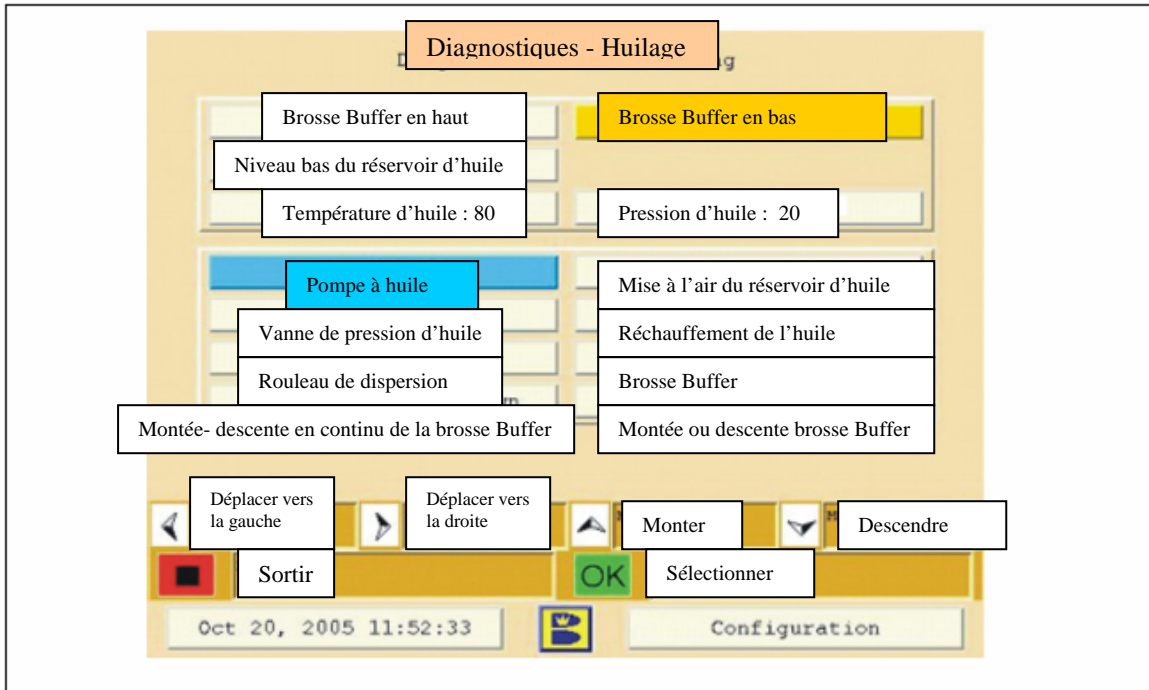 Diagnostiques - Huilage
Brosse Buffer en haut
Brosse Buffer en bas
Niveau bas du réservoir d'huile
Température d'huile : 80
Pression d'huile : 20
Pompe à huile
Mise à l'air du réservoir d'huile
Vanne de pression d'huile
Réchauffement de l'huile
Rouleau de dispersion
Brosse Buffer
Montée- descente en continu de la brosse Buffer
Montée ou descente brosse Buffer
Déplacer vers
la gauche
Déplacer vers
la droite
Monter
Descendre
Sortir
OK
Sélectionner
Oct 20, 2005 11:52:33
Configuration